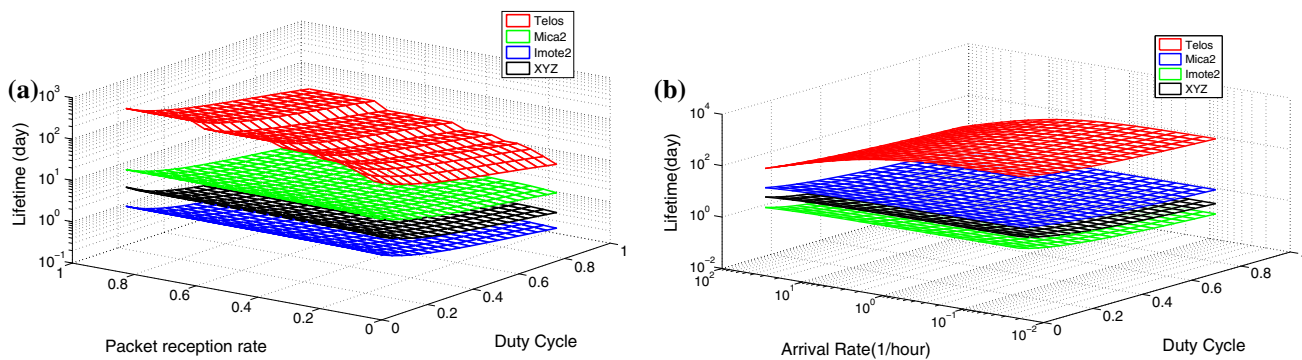 Telos
Mica2
Imote2
XYZ
(a)
10^3
10^2
10^1
10^0
10^-1
Lifetime (day)
1
0.8
0.6
0.4
0.2
0
Packet reception rate
0
0.2
0.4
0.6
0.8
1
Duty Cycle
Telos
Mica2
Imote2
XYZ
(b)
10^4
10^2
10^0
10^-2
Lifetime(day)
10^2
10^1
10^0
10^-1
10^-2
Arrival Rate(1/hour)
0
0.2
0.4
0.6
0.8
Duty Cycle